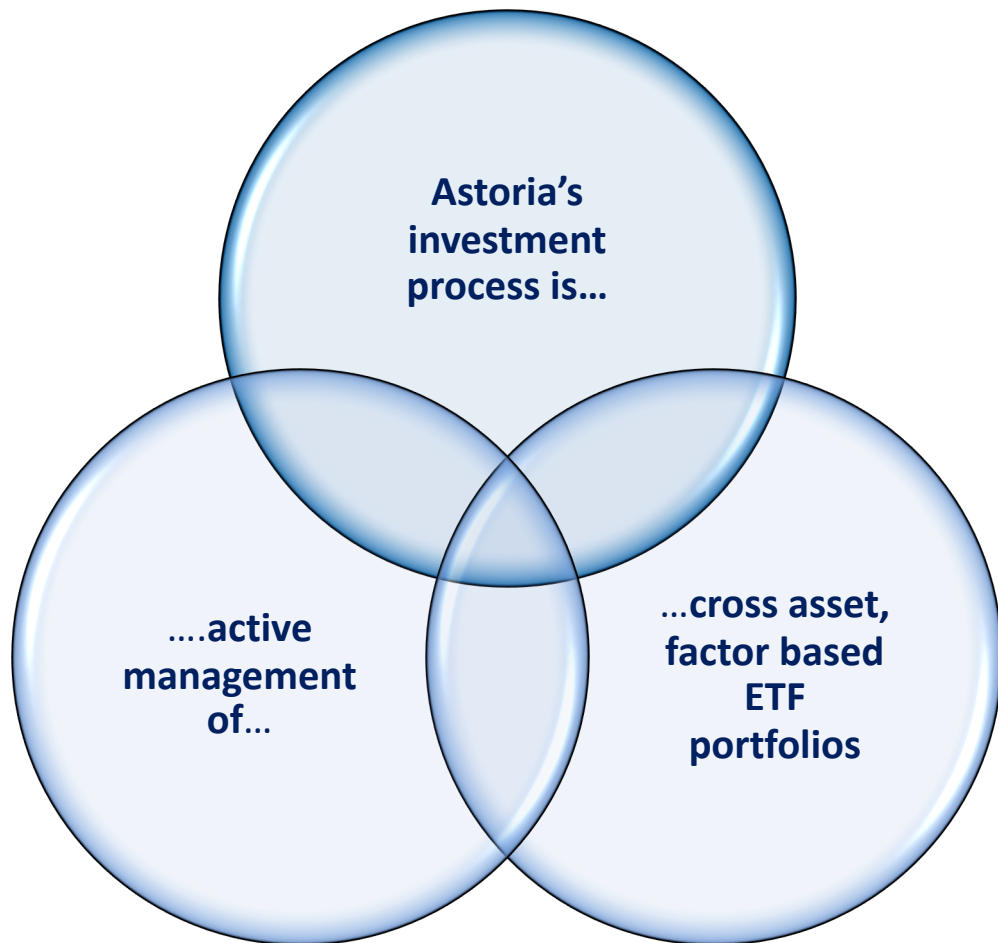 Astoria’s
investment
process is...
....active
management
of...
...cross asset,
factor based
ETF
portfolios